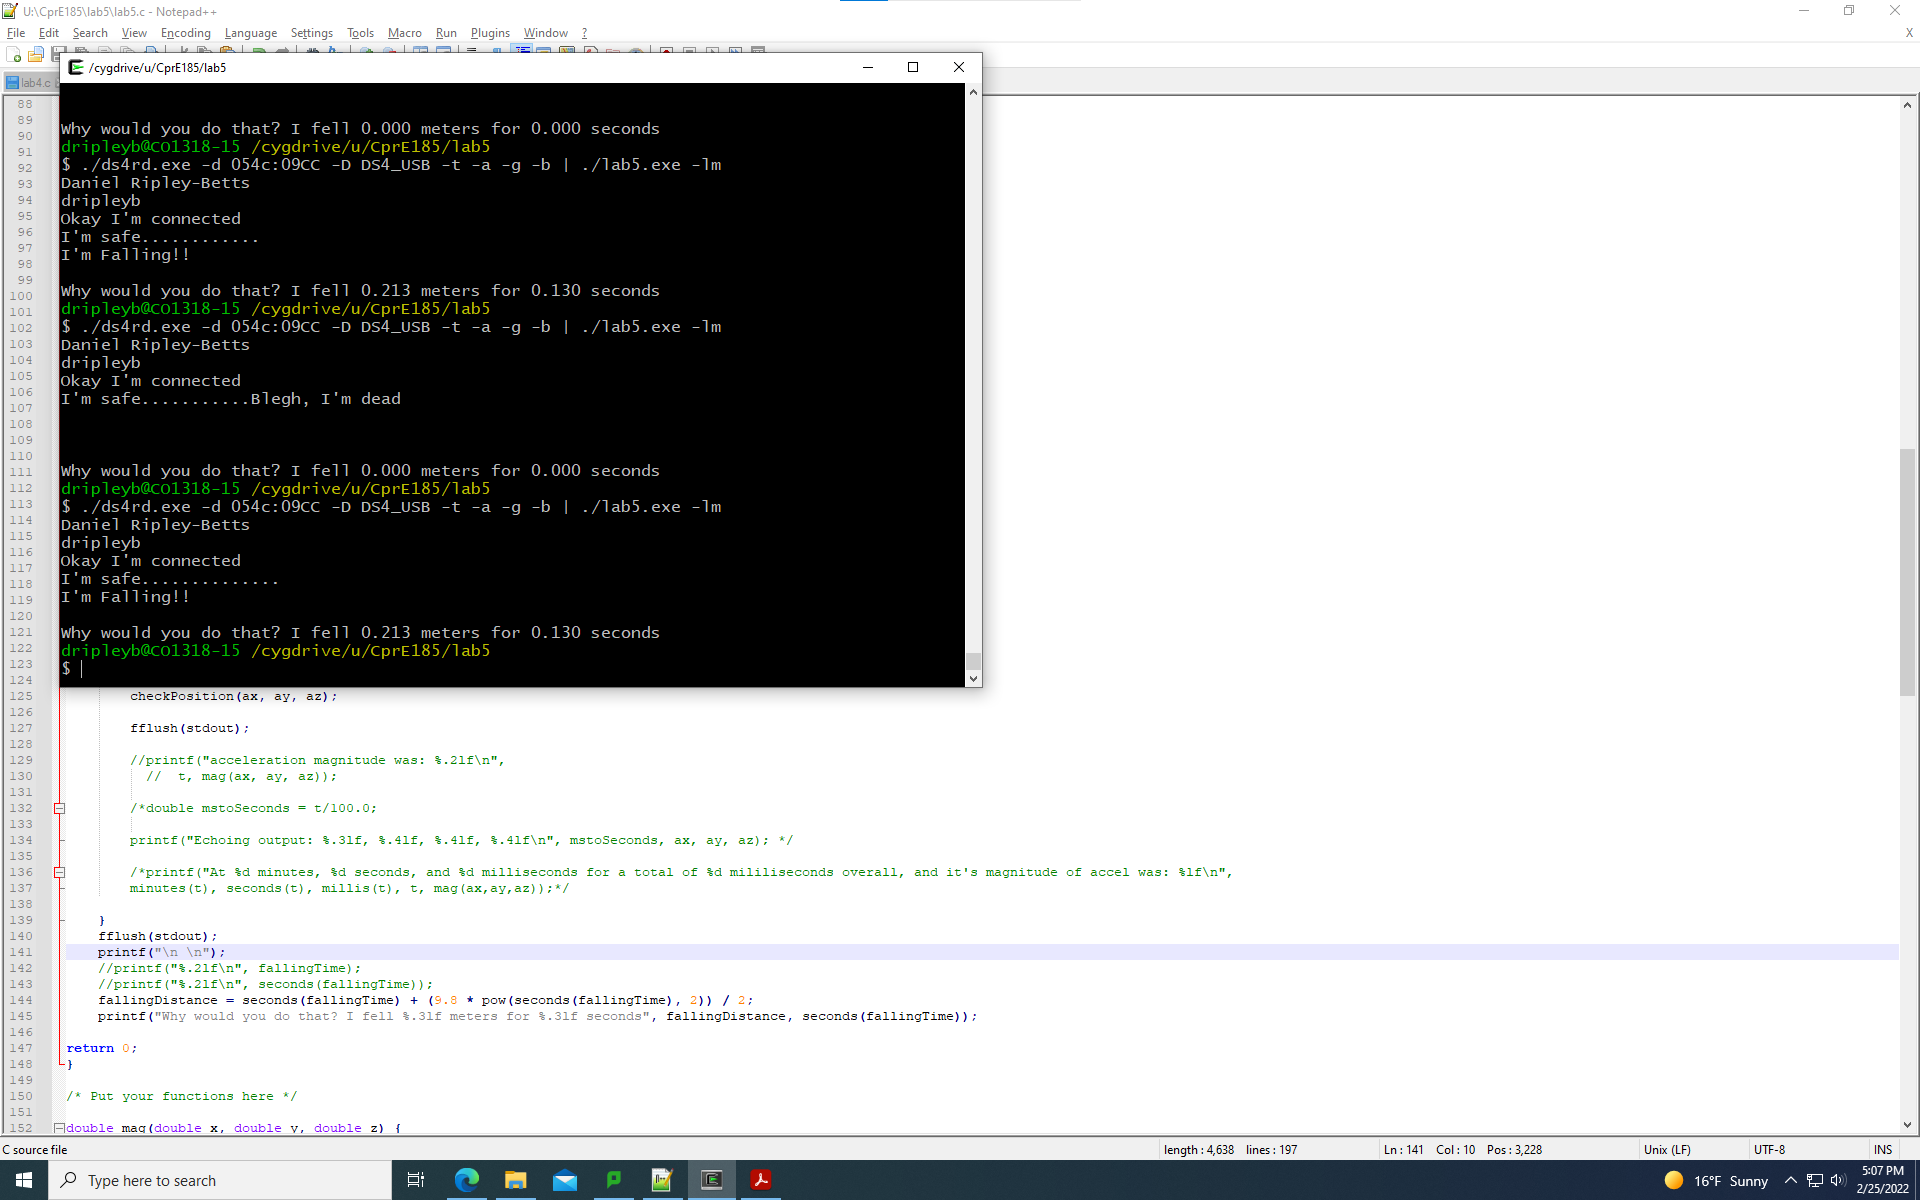 U:\CprE185\lab5\lab5.c - Notepad++
File Edit Search View Encoding Language Settings Tools Macro Run Plugins Window ?
X
lab4.c
/cygdrive/u/CprE185/lab5
88
89
90
91
92
93
94
95
96
97
98
99
100
101
102
103
104
105
106
107
108
109
110
111
112
113
114
115
116
117
118
119
120
121
122
123
124
Why would you do that? I fell 0.000 meters for 0.000 seconds
dripleyb@CO1318-15 /cygdrive/u/CprE185/lab5
$ ./ds4rd.exe -d 054c:09CC -D DS4_USB -t -a -g -b | ./lab5.exe -lm
Daniel Ripley-Betts
dripleyb
Okay I'm connected
I'm safe............
I'm Falling!!
Why would you do that? I fell 0.213 meters for 0.130 seconds
dripleyb@CO1318-15 /cygdrive/u/CprE185/lab5
$ ./ds4rd.exe -d 054c:09CC -D DS4_USB -t -a -g -b | ./lab5.exe -lm
Daniel Ripley-Betts
dripleyb
Okay I'm connected
I'm safe...........Blegh, I'm dead
Why would you do that? I fell 0.000 meters for 0.000 seconds
dripleyb@CO1318-15 /cygdrive/u/CprE185/lab5
$ ./ds4rd.exe -d 054c:09CC -D DS4_USB -t -a -g -b | ./lab5.exe -lm
Daniel Ripley-Betts
dripleyb
Okay I'm connected
I'm safe..............
I'm Falling!!
Why would you do that? I fell 0.213 meters for 0.130 seconds
dripleyb@CO1318-15 /cygdrive/u/CprE185/lab5
$
125 checkPosition(ax, ay, az);
126
127 fflush(stdout);
128
129 //printf("acceleration magnitude was: %.2lf\n",
130 // t, mag(ax, ay, az));
131
132 /*double mstoSeconds = t/100.0;
133
134 printf("Echoing output: %.3lf, %.4lf, %.4lf, %.4lf\n", mstoSeconds, ax, ay, az); */
135
136 /*printf("At %d minutes, %d seconds, and %d milliseconds for a total of %d mililiseconds overall, and it's magnitude of accel was: %lf\n",
137 minutes(t), seconds(t), millis(t), t, mag(ax,ay,az));*/
138
139 }
140 fflush(stdout);
141 printf("\n \n");
142 //printf("%.2lf\n", fallingTime);
143 //printf("%.2lf\n", seconds(fallingTime));
144 fallingDistance = seconds(fallingTime) + (9.8 * pow(seconds(fallingTime), 2)) / 2;
145 printf("Why would you do that? I fell %.3lf meters for %.3lf seconds", fallingDistance, seconds(fallingTime));
146
147 return 0;
148 }
149
150 /* Put your functions here */
151
152 double mag(double x, double y, double z) {
C source file length : 4,638 lines : 197 Ln : 141 Col : 10 Pos : 3,228 Unix (LF) UTF-8 INS
Type here to search 16°F Sunny 5:07 PM
2/25/2022